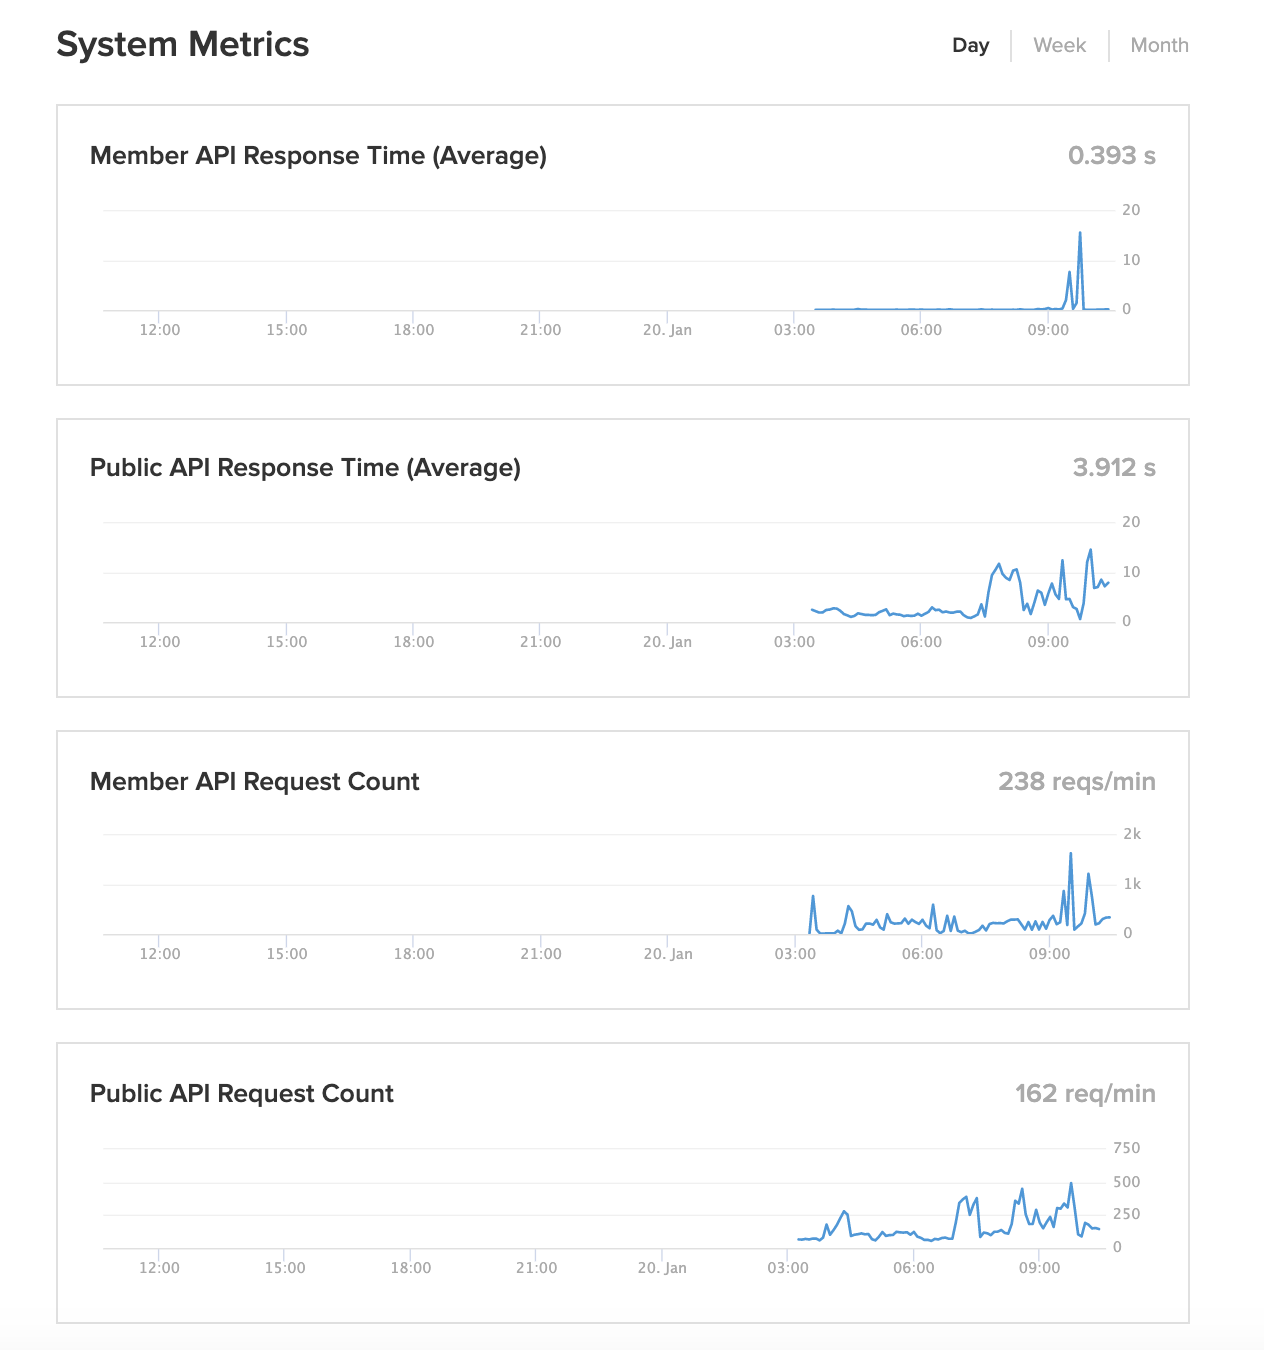 System Metrics
Day Week Month
Member API Response Time (Average) 0.393 s
20
10
0
12:00 15:00 18:00 21:00 20. Jan 03:00 06:00 09:00
Public API Response Time (Average) 3.912 s
20
10
0
12:00 15:00 18:00 21:00 20. Jan 03:00 06:00 09:00
Member API Request Count 238 reqs/min
2k
1k
0
12:00 15:00 18:00 21:00 20. Jan 03:00 06:00 09:00
Public API Request Count 162 req/min
750
500
250
0
12:00 15:00 18:00 21:00 20. Jan 03:00 06:00 09:00